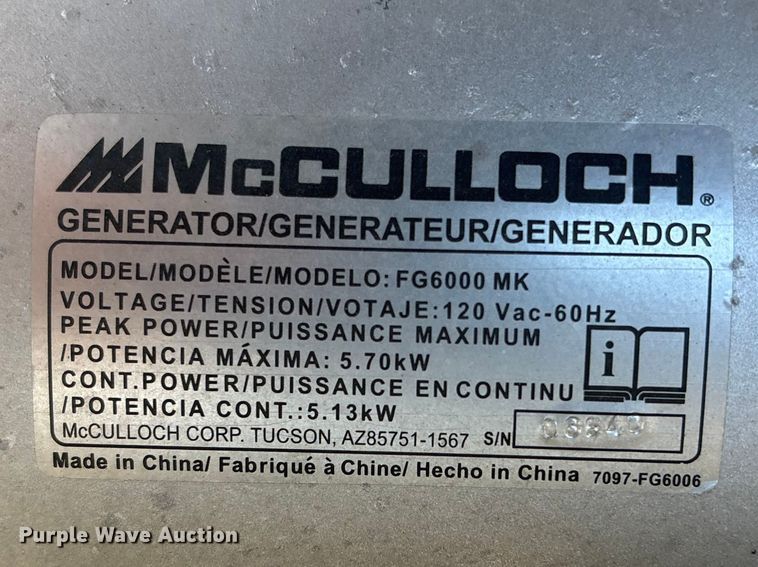 McCULLOCH®
GENERATOR/GENERATEUR/GENERADOR
MODEL/MODÈLE/MODELO: FG6000 MK
VOLTAGE/TENSION/VOTAJE:120 Vac-60Hz
PEAK POWER/PUISSANCE MAXIMUM
/POTENCIA MÁXIMA: 5.70kW
CONT.POWER/PUISSANCE EN CONTINU
/POTENCIA CONT.:5.13kW
i
McCULLOCH CORP. TUCSON, AZ85751-1567 S/N
Made in China/ Fabriqué à Chine/ Hecho in China 7097-FG6006
Purple Wave Auction